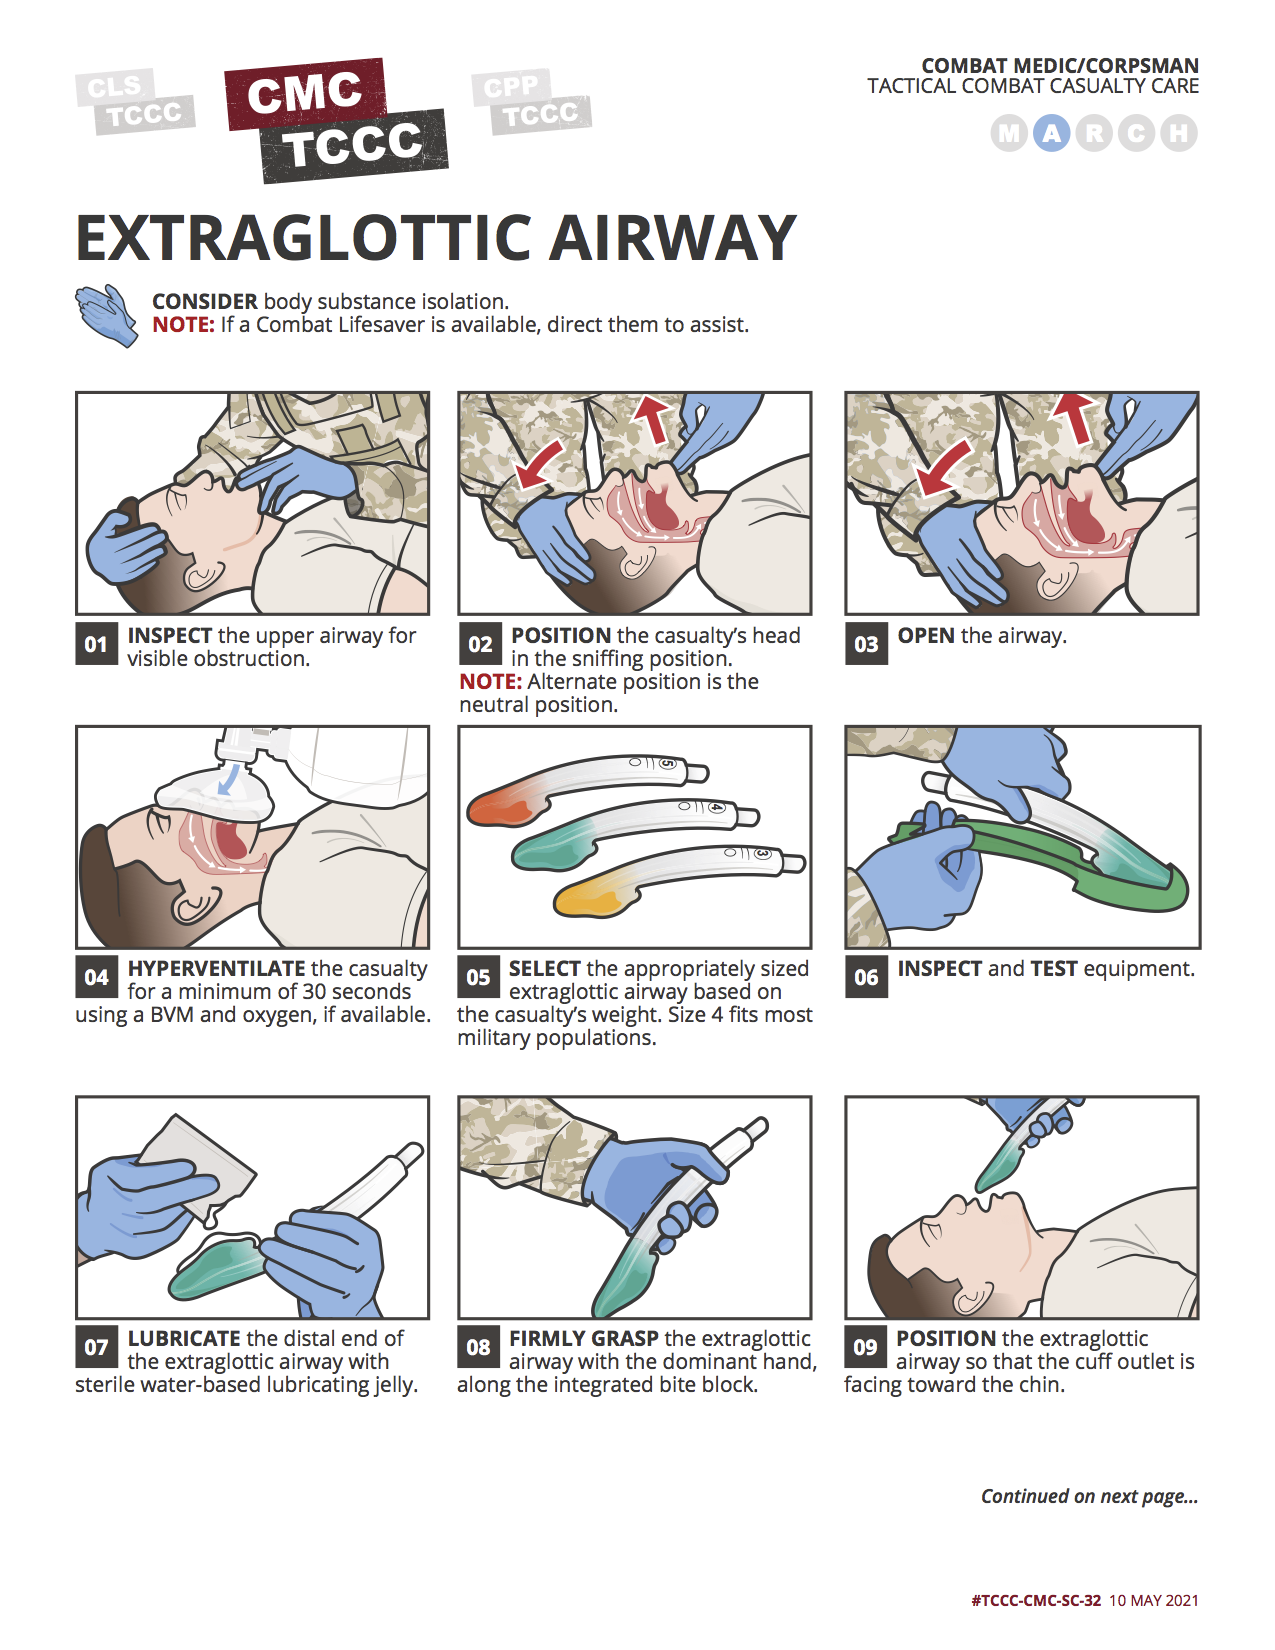 CLS
TCCC
CMC
TCCC
CPP
TCCC
COMBAT MEDIC/CORPSMAN
TACTICAL COMBAT CASUALTY CARE
M A R C H
EXTRAGLOTTIC AIRWAY
CONSIDER body substance isolation.
NOTE: If a Combat Lifesaver is available, direct them to assist.
01 INSPECT the upper airway for
visible obstruction.
02 POSITION the casualty's head
in the sniffing position.
NOTE: Alternate position is the
neutral position.
03 OPEN the airway.
5
4
3
04 HYPERVENTILATE the casualty
for a minimum of 30 seconds
using a BVM and oxygen, if available.
05 SELECT the appropriately sized
extraglottic airway based on
the casualty's weight. Size 4 fits most
military populations.
06 INSPECT and TEST equipment.
07 LUBRICATE the distal end of
the extraglottic airway with
sterile water-based lubricating jelly.
08 FIRMLY GRASP the extraglottic
airway with the dominant hand,
along the integrated bite block.
09 POSITION the extraglottic
airway so that the cuff outlet is
facing toward the chin.
Continued on next page...
#TCCC-CMC-SC-32 10 MAY 2021